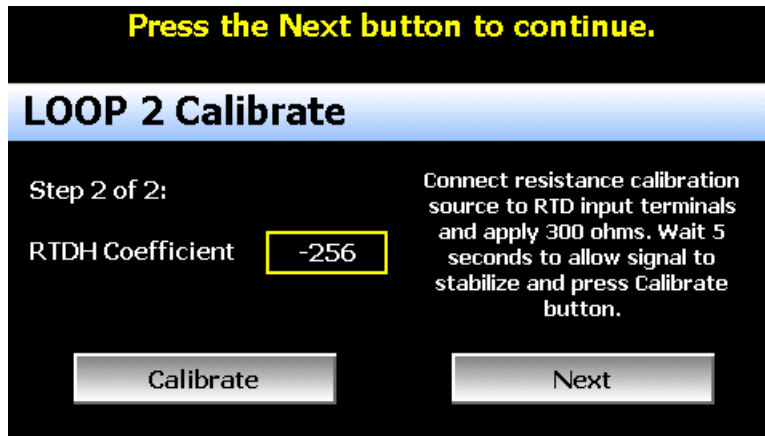 Press the Next button to continue.
LOOP 2 Calibrate
Step 2 of 2:
RTDH Coefficient
-256
Connect resistance calibration
source to RTD input terminals
and apply 300 ohms. Wait 5
seconds to allow signal to
stabilize and press Calibrate
button.
Calibrate
Next